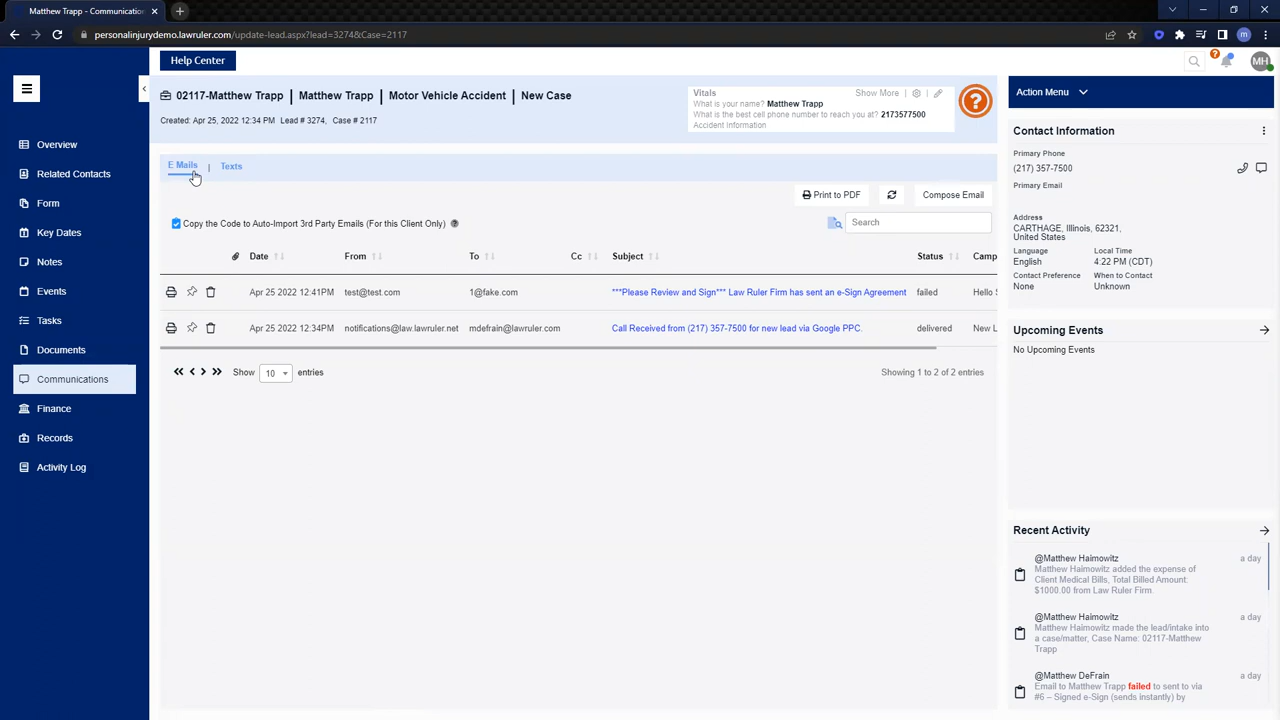 Matthew Trapp - Communication
personalinjurydemo.lawruler.com/update-lead.aspx?lead=3274&Case=2117
m
Help Center
MH
02117-Matthew Trapp | Matthew Trapp | Motor Vehicle Accident | New Case
Created: Apr 25, 2022 12:34 PM Lead # 3274, Case # 2117
Vitals
Show More
What is your name? Matthew Trapp
What is the best cell phone number to reach you at? 2173577500
Accident Information
Action Menu
Overview
Related Contacts
Form
Key Dates
Notes
Events
Tasks
Documents
Communications
Finance
Records
Activity Log
E Mails | Texts
Print to PDF
Compose Email
Copy the Code to Auto-Import 3rd Party Emails (For this Client Only)
Search
Date From To Cc Subject Status Camp
Apr 25 2022 12:41PM test@test.com 1@fake.com ***Please Review and Sign*** Law Ruler Firm has sent an e-Sign Agreement failed Hello S
Apr 25 2022 12:34PM notifications@law.lawruler.net mdefrain@lawruler.com Call Received from (217) 357-7500 for new lead via Google PPC. delivered New L
Show 10 entries
Showing 1 to 2 of 2 entries
Contact Information
Primary Phone
(217) 357-7500
Primary Email
Address
CARTHAGE, Illinois, 62321,
United States
Language Local Time
English 4:22 PM (CDT)
Contact Preference When to Contact
None Unknown
Upcoming Events
No Upcoming Events
Recent Activity
@Matthew Haimowitz a day
Matthew Haimowitz added the expense of
Client Medical Bills, Total Billed Amount:
$1000.00 from Law Ruler Firm.
@Matthew Haimowitz a day
Matthew Haimowitz made the lead/intake into
a case/matter, Case Name: 02117-Matthew
Trapp
@Matthew DeFrain a day
Email to Matthew Trapp failed to sent to via
#6 – Signed e-Sign (sends instantly) by